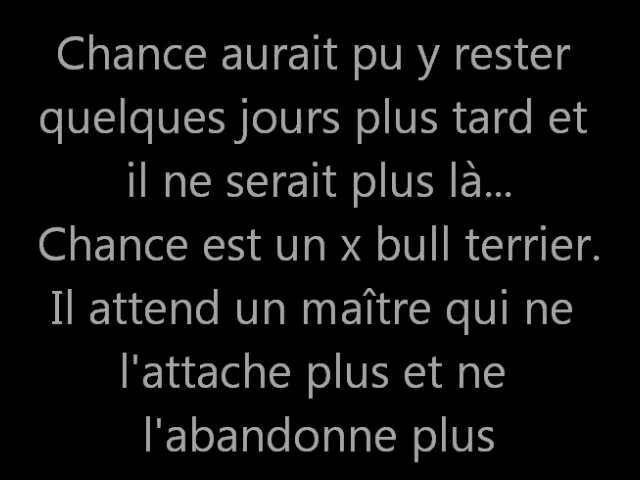 Chance aurait pu y rester
quelques jours plus tard et
il ne serait plus là...
Chance est un x bull terrier.
Il attend un maître qui ne
l'attache plus et ne
l'abandonne plus